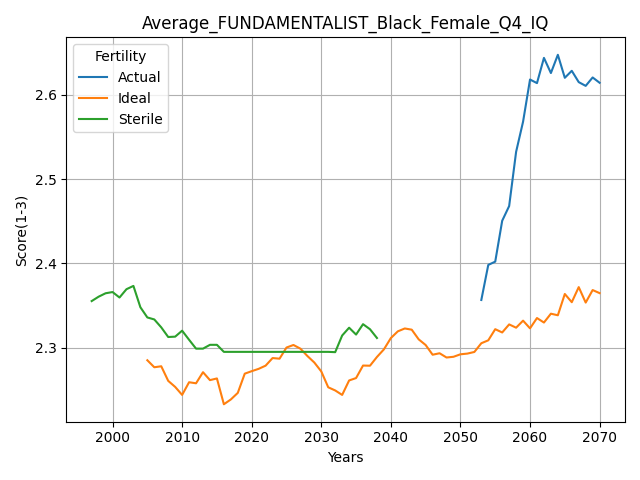 Average_FUNDAMENTALIST_Black_Female_Q4_IQ
Fertility
Actual
Ideal
Sterile
Score(1-3)
2.6
2.5
2.4
2.3
2000
2010
2020
2030
2040
2050
2060
2070
Years